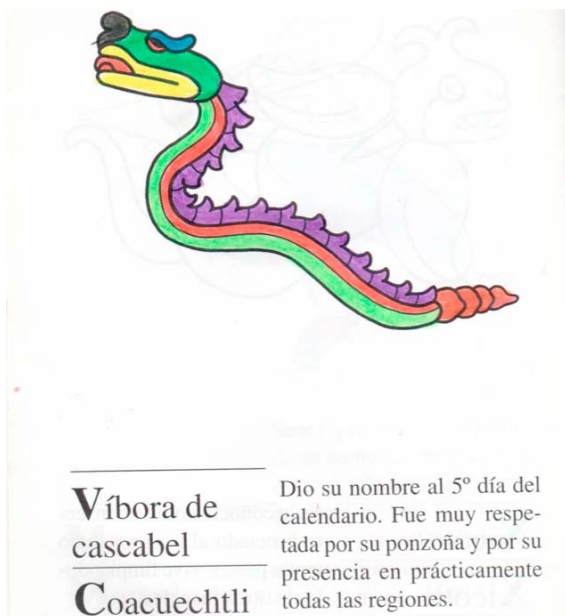 Víbora de
cascabel
Coacuechtli
Dio su nombre al 5º día del
calendario. Fue muy respe-
tada por su ponzoña y por su
presencia en prácticamente
todas las regiones.